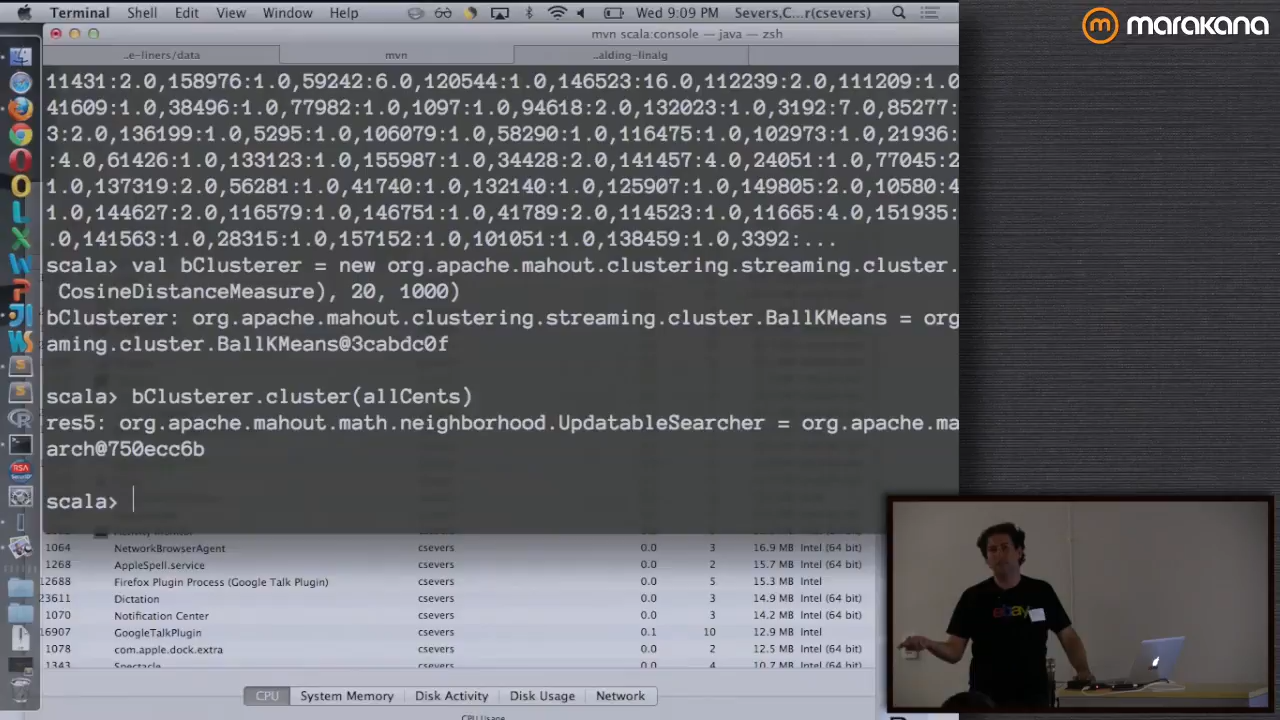 Terminal Shell Edit View Window Help Wed 9:09 PM Severs,C...r(csevers)
marakana
mvn scala:console — java — zsh
..e-liners/data mvn ..alding-linalg
11431:2.0,158976:1.0,59242:6.0,120544:1.0,146523:16.0,112239:2.0,111209:1.0
41609:1.0,38496:1.0,77982:1.0,1097:1.0,94618:2.0,132023:1.0,3192:7.0,85277:
3:2.0,136199:1.0,5295:1.0,106079:1.0,58290:1.0,116475:1.0,102973:1.0,21936:
:4.0,61426:1.0,133123:1.0,155987:1.0,34428:2.0,141457:4.0,24051:1.0,77045:2
1.0,137319:2.0,56281:1.0,41740:1.0,132140:1.0,125907:1.0,149805:2.0,10580:4
1.0,144627:2.0,116579:1.0,146751:1.0,41789:2.0,114523:1.0,11665:4.0,151935:
.0,141563:1.0,28315:1.0,157152:1.0,101051:1.0,138459:1.0,3392:...
scala> val bClusterer = new org.apache.mahout.clustering.streaming.cluster.
CosineDistanceMeasure), 20, 1000)
bClusterer: org.apache.mahout.clustering.streaming.cluster.BallKMeans = org
aming.cluster.BallKMeans@3cabdc0f
scala> bClusterer.cluster(allCents)
res5: org.apache.mahout.math.neighborhood.UpdatableSearcher = org.apache.ma
arch@750ecc6b
scala>
1064 NetworkBrowserAgent csevers 0.0 3 16.9 MB Intel (64 bit)
1268 AppleSpell.service csevers 0.0 2 15.7 MB Intel (64 bit)
12688 Firefox Plugin Process (Google Talk Plugin) csevers 0.0 5 15.3 MB Intel
23611 Dictation csevers 0.0 3 14.9 MB Intel (64 bit)
1070 Notification Center csevers 0.0 3 14.2 MB Intel (64 bit)
16907 GoogleTalkPlugin csevers 0.1 10 12.9 MB Intel
1078 com.apple.dock.extra csevers 0.0 2 12.5 MB Intel (64 bit)
1343 Spectacle csevers 0.0 4 10.7 MB Intel (64 bit)
CPU System Memory Disk Activity Disk Usage Network
CPU Usage
ebay